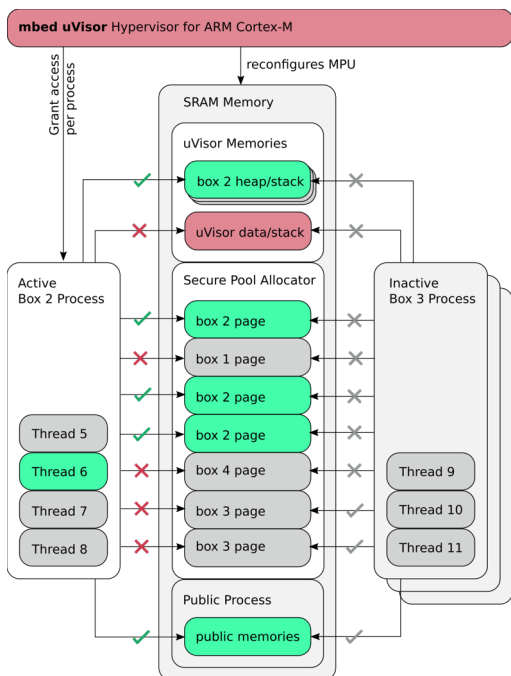 mbed uVisor Hypervisor for ARM Cortex-M
Grant access
per process
reconfigures MPU
SRAM Memory
uVisor Memories
box 2 heap/stack
uVisor data/stack
Active
Box 2 Process
Secure Pool Allocator
Inactive
Box 3 Process
box 2 page
box 1 page
box 2 page
box 2 page
box 4 page
box 3 page
box 3 page
Thread 5
Thread 6
Thread 7
Thread 8
Thread 9
Thread 10
Thread 11
Public Process
public memories